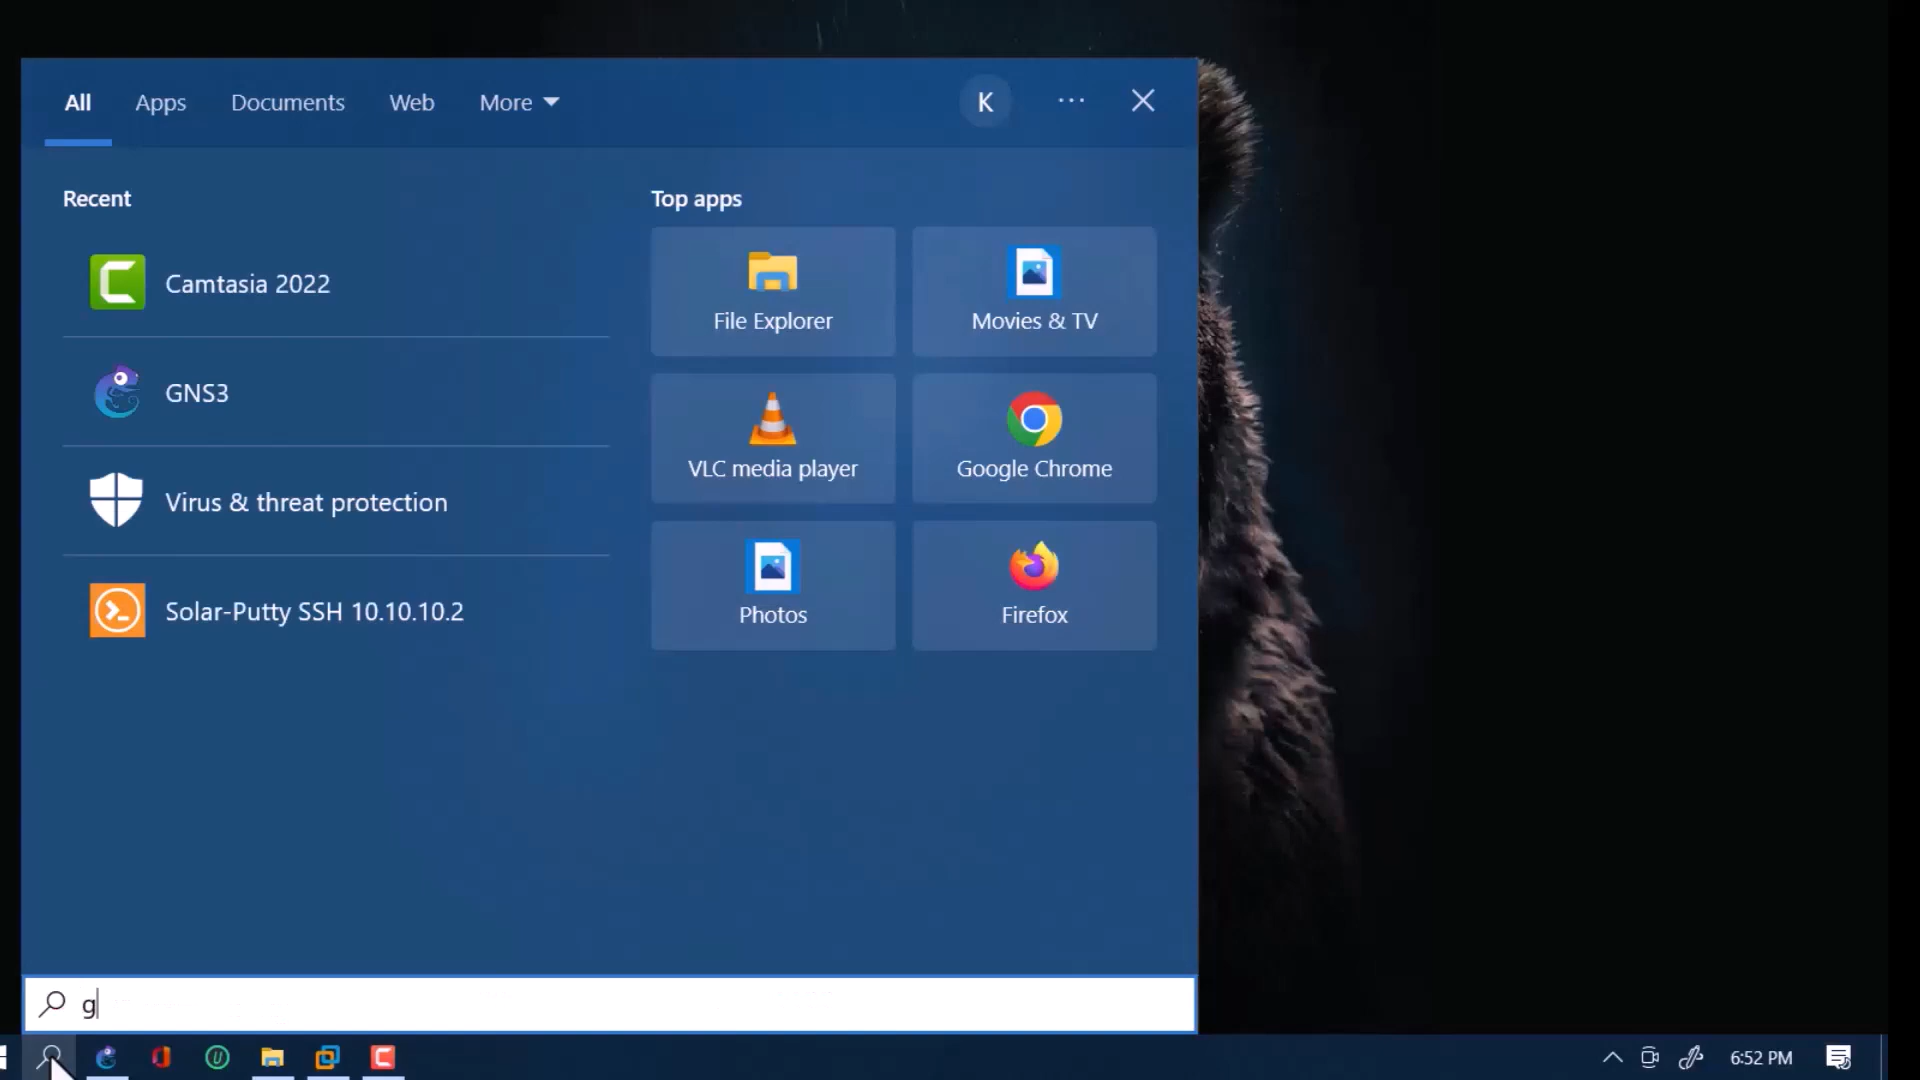 All Apps Documents Web More K
Recent
Camtasia 2022
GNS3
Virus & threat protection
Solar-Putty SSH 10.10.10.2
Top apps
File Explorer
Movies & TV
VLC media player
Google Chrome
Photos
Firefox
g
6:52 PM